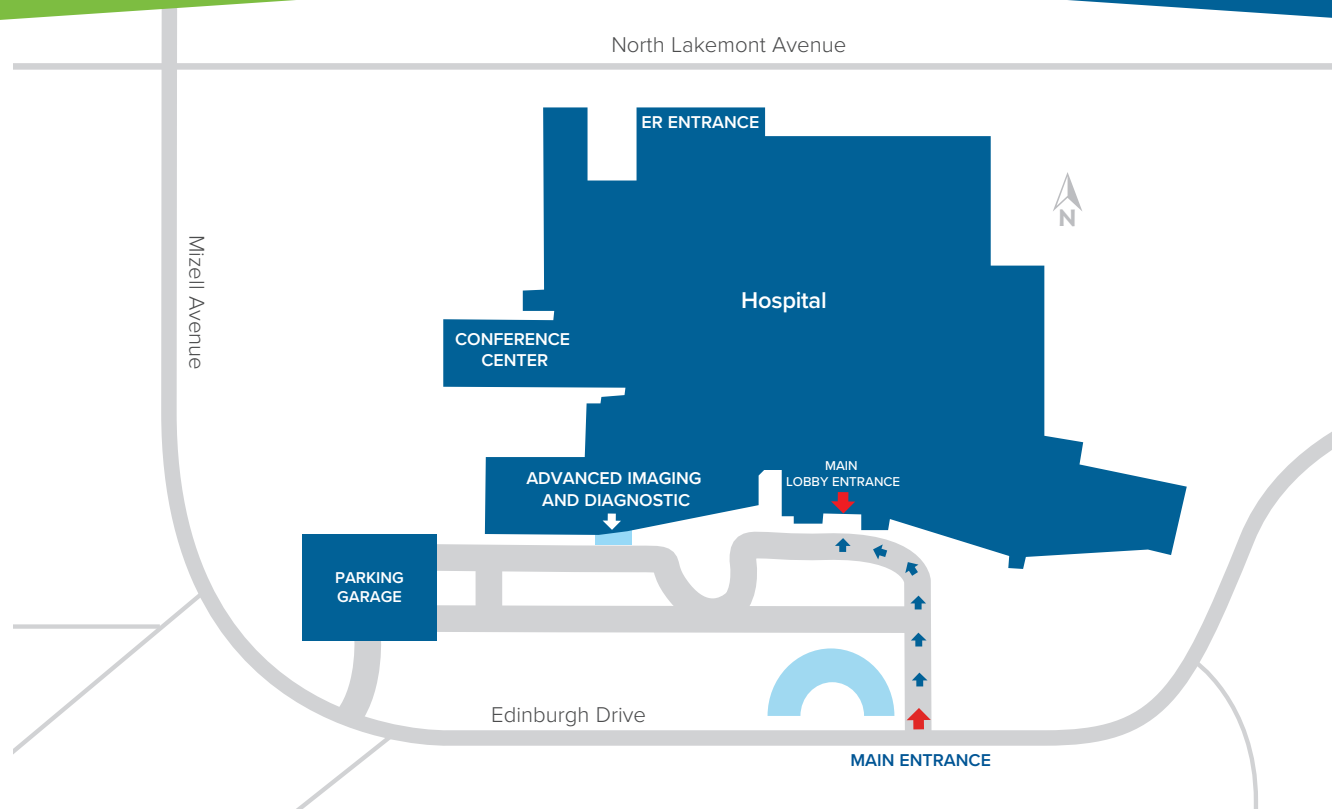 North Lakemont Avenue
ER ENTRANCE
N
Mizell Avenue
Hospital
CONFERENCE
CENTER
MAIN
LOBBY ENTRANCE
ADVANCED IMAGING
AND DIAGNOSTIC
PARKING
GARAGE
Edinburgh Drive
MAIN ENTRANCE